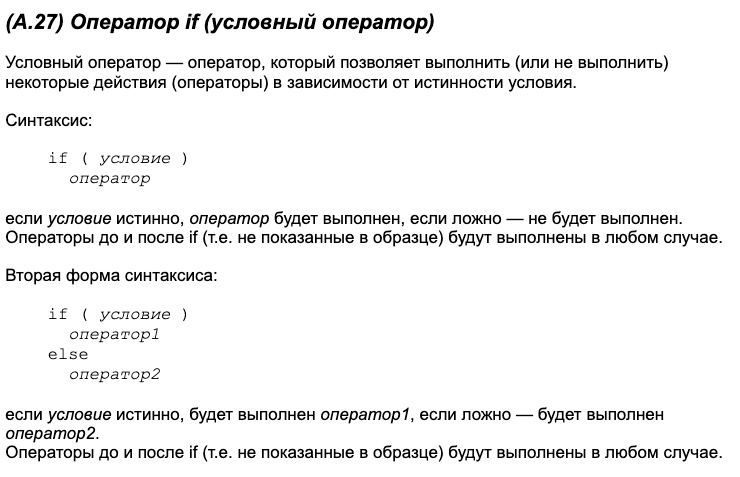 (A.27) Оператор if (условный оператор)
Условный оператор — оператор, который позволяет выполнить (или не выполнить)
некоторые действия (операторы) в зависимости от истинности условия.
Синтаксис:
if ( условие )
оператор
если условие истинно, оператор будет выполнен, если ложно — не будет выполнен.
Операторы до и после if (т.е. не показанные в образце) будут выполнены в любом случае.
Вторая форма синтаксиса:
if ( условие )
оператор1
else
оператор2
если условие истинно, будет выполнен оператор1, если ложно — будет выполнен
оператор2.
Операторы до и после if (т.е. не показанные в образце) будут выполнены в любом случае.